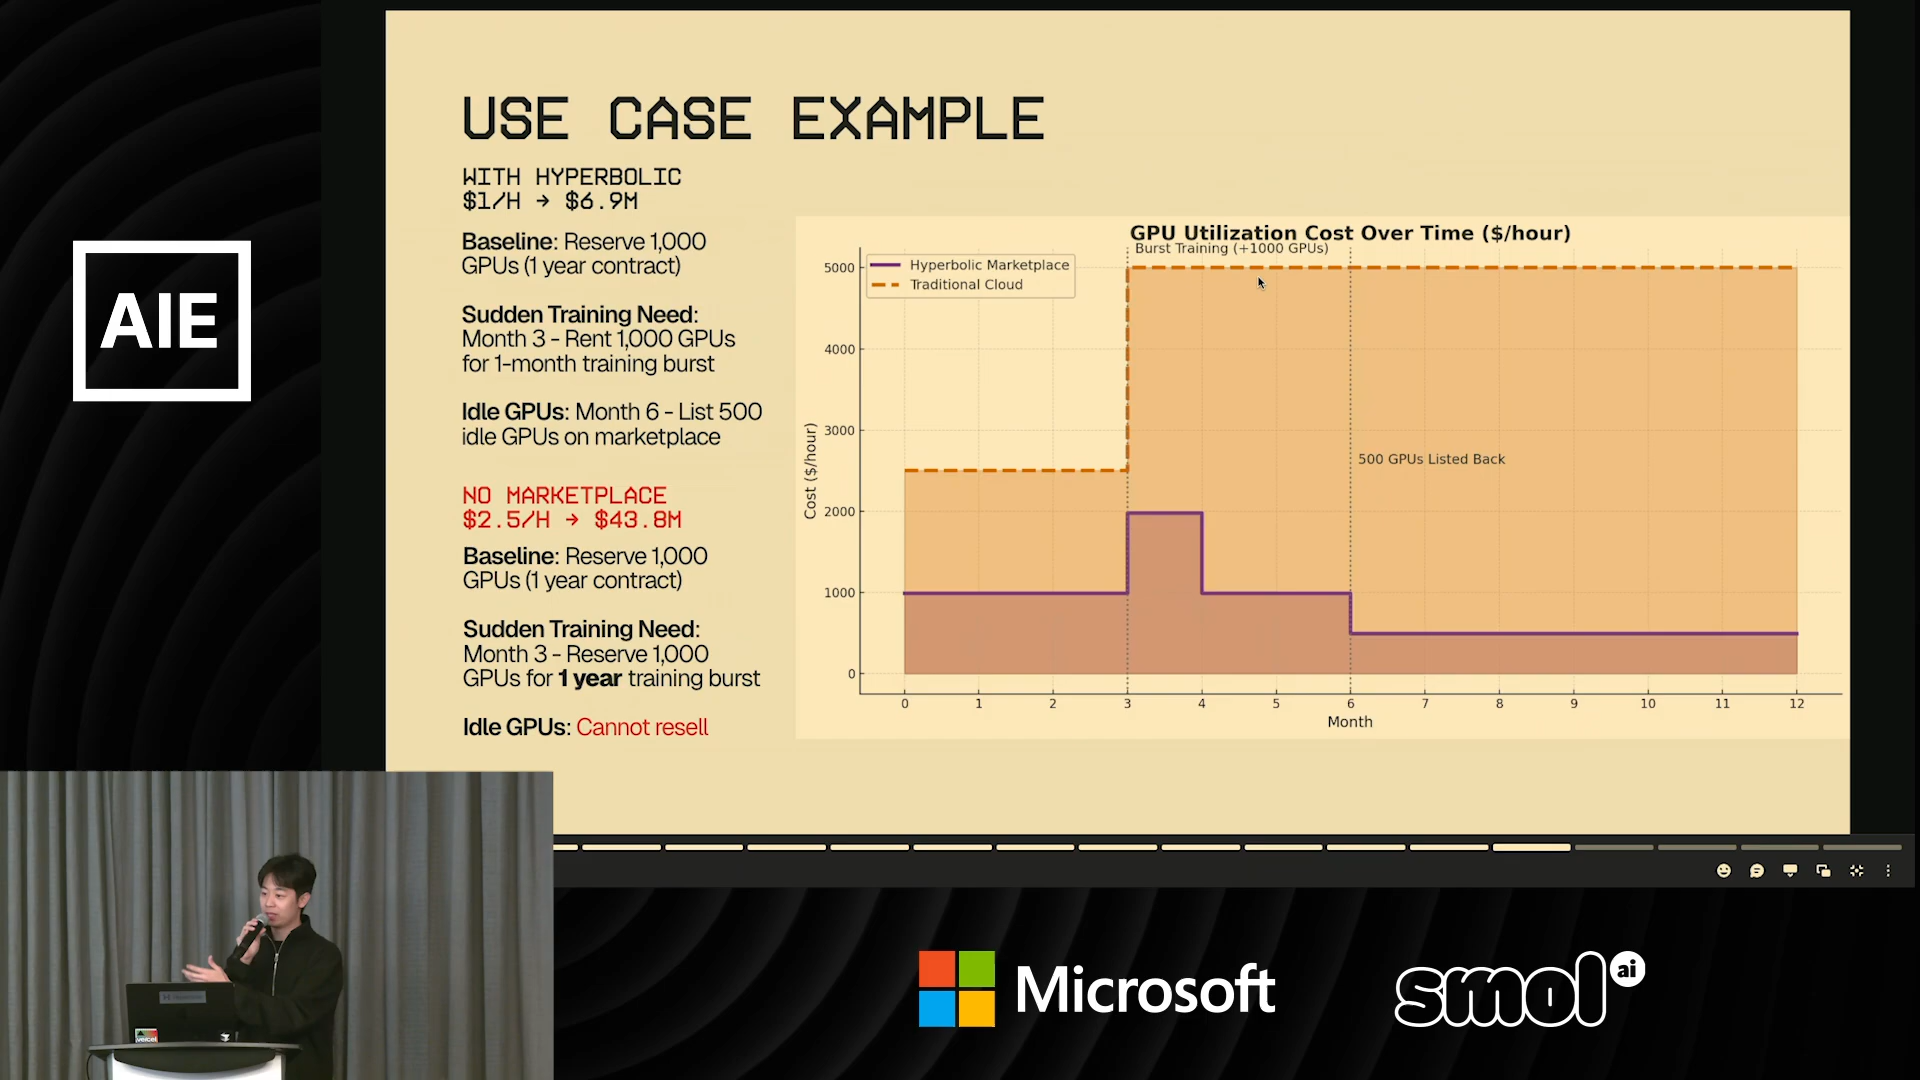 AIE
USE CASE EXAMPLE
WITH HYPERBOLIC
$1/H → $6.9M
Baseline: Reserve 1,000
GPUs (1 year contract)
Sudden Training Need:
Month 3 - Rent 1,000 GPUs
for 1-month training burst
Idle GPUs: Month 6 - List 500
idle GPUs on marketplace
NO MARKETPLACE
$2.5/H → $43.8M
Baseline: Reserve 1,000
GPUs (1 year contract)
Sudden Training Need:
Month 3 - Reserve 1,000
GPUs for 1 year training burst
Idle GPUs: Cannot resell
GPU Utilization Cost Over Time ($/hour)
Burst Training (+1000 GPUs)
Hyperbolic Marketplace
Traditional Cloud
500 GPUs Listed Back
Cost ($/hour)
5000
4000
3000
2000
1000
0
0 1 2 3 4 5 6 7 8 9 10 11 12
Month
Microsoft
smol ai